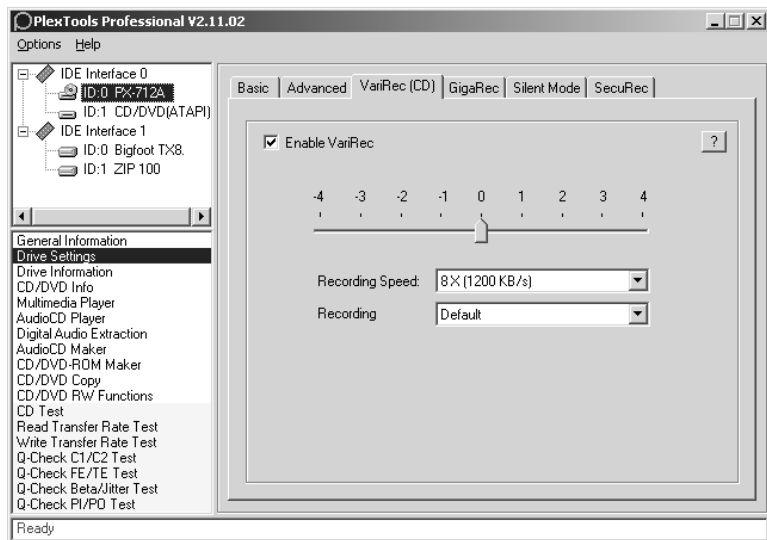 PlexTools Professional V2.11.02
Options Help
IDE Interface 0
ID:0 PX-712A
ID:1 CD/DVD(ATAPI)
IDE Interface 1
ID:0 Bigfoot TX8.
ID:1 ZIP 100
General Information
Drive Settings
Drive Information
CD/DVD Info
Multimedia Player
AudioCD Player
Digital Audio Extraction
AudioCD Maker
CD/DVD-ROM Maker
CD/DVD Copy
CD/DVD RW Functions
CD Test
Read Transfer Rate Test
Write Transfer Rate Test
Q-Check C1/C2 Test
Q-Check FE/TE Test
Q-Check Beta/Jitter Test
Q-Check PI/PO Test
Basic Advanced VariRec (CD) GigaRec Silent Mode SecuRec
Enable VariRec ?
-4 -3 -2 -1 0 1 2 3 4
Recording Speed: 8 X (1200 KB/s)
Recording Default
Ready